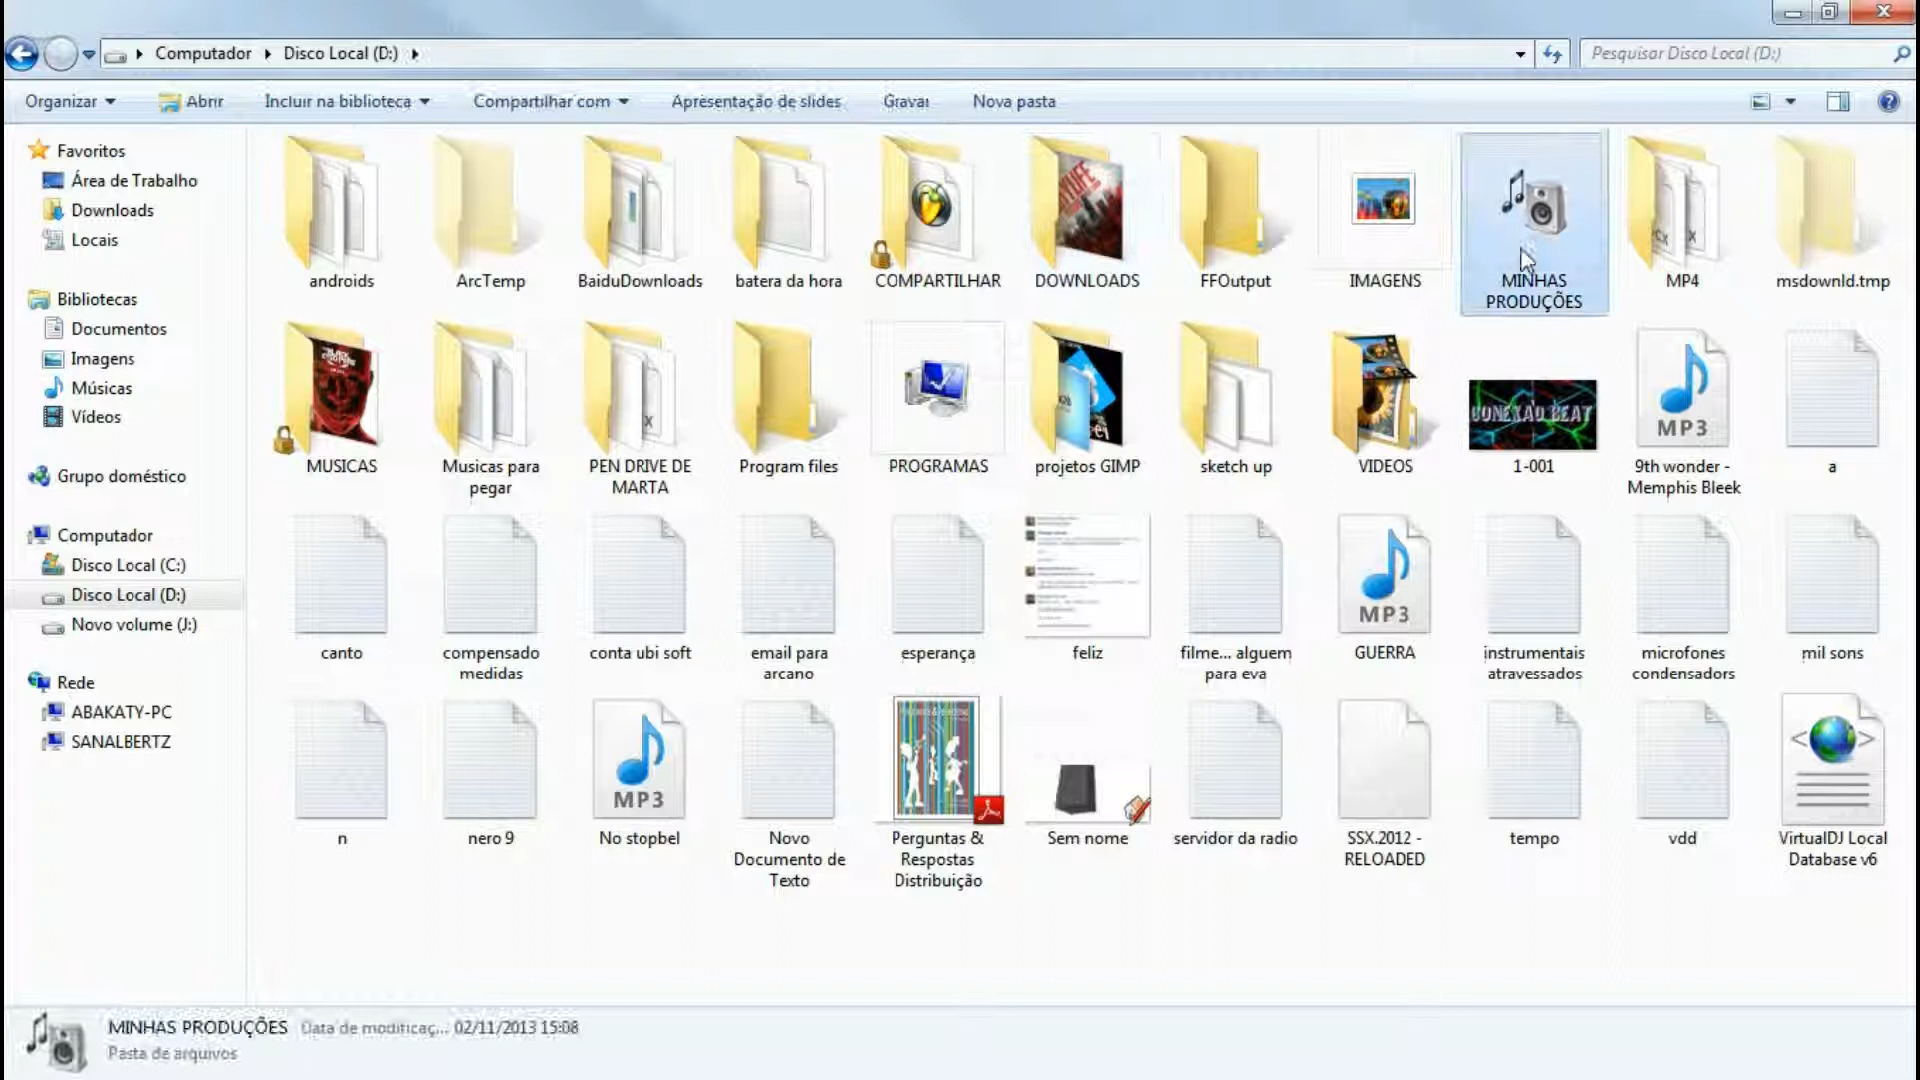 Computador
Disco Local (D:)
Pesquisar Disco Local (D:)
Organizar
Abrir
Incluir na biblioteca
Compartilhar com
Apresentação de slides
Gravar
Nova pasta
Favoritos
Área de Trabalho
Downloads
Locais
Bibliotecas
Documentos
Imagens
Músicas
Vídeos
Grupo doméstico
Computador
Disco Local (C:)
Disco Local (D:)
Novo volume (J:)
Rede
ABAKATY-PC
SANALBERTZ
androids
ArcTemp
BaiduDownloads
batera da hora
COMPARTILHAR
DOWNLOADS
FFOutput
IMAGENS
MINHAS
PRODUÇÕES
MP4
msdownld.tmp
MUSICAS
Musicas para
pegar
PEN DRIVE DE
MARTA
Program files
PROGRAMAS
projetos GIMP
sketch up
VIDEOS
CONEXÃO BEAT
1-001
MP3
9th wonder -
Memphis Bleek
a
canto
compensado
medidas
conta ubi soft
email para
arcano
esperança
feliz
filme... alguem
para eva
MP3
GUERRA
instrumentais
atravessados
microfones
condensadors
mil sons
n
nero 9
MP3
No stopbel
Novo
Documento de
Texto
Perguntas &
Respostas
Distribuição
Sem nome
servidor da radio
SSX.2012 -
RELOADED
tempo
vdd
VirtualDJ Local
Database v6
MINHAS PRODUÇÕES Data de modificaç... 02/11/2013 15:08
Pasta de arquivos